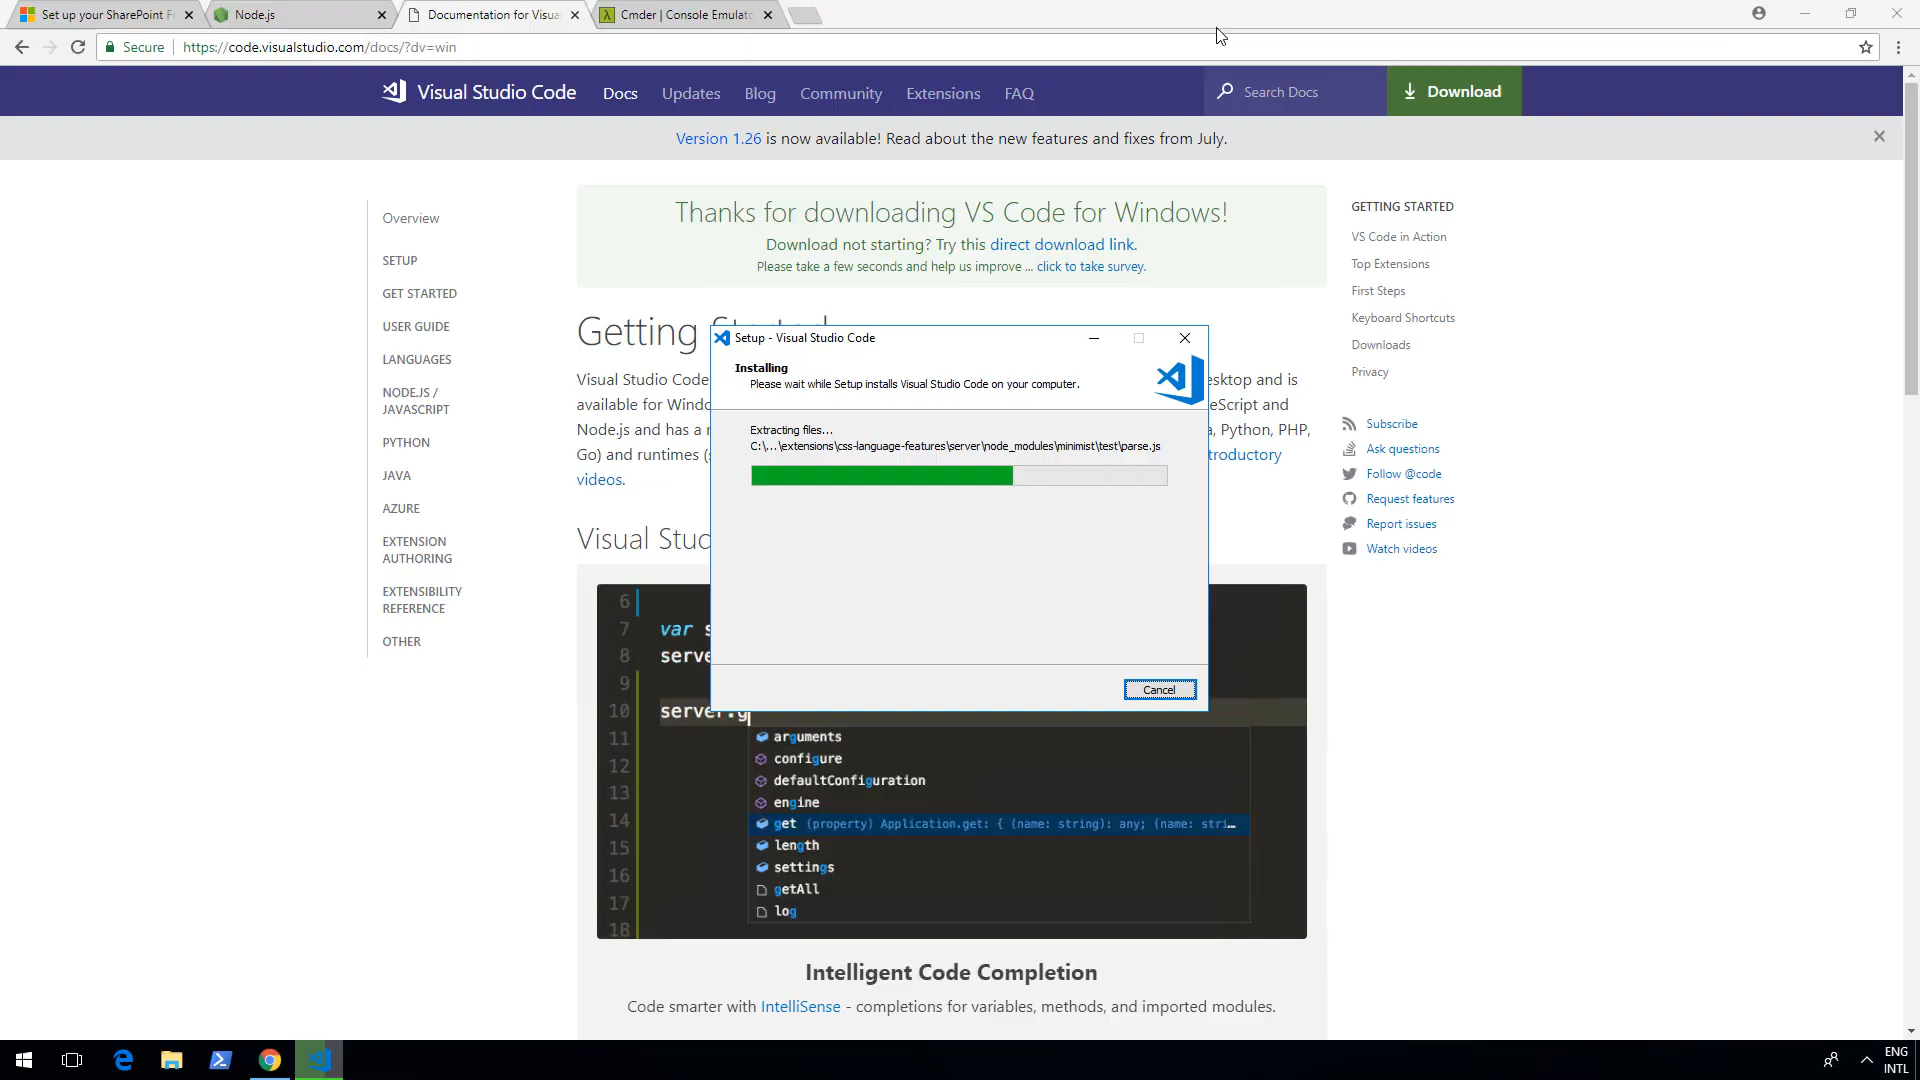 Set up your SharePoint F
Node.js
Documentation for Visua
Cmder | Console Emulato
Secure
https://code.visualstudio.com/docs/?dv=win
Visual Studio Code
Docs
Updates
Blog
Community
Extensions
FAQ
Search Docs
Download
Version 1.26 is now available! Read about the new features and fixes from July.
Overview
SETUP
GET STARTED
USER GUIDE
LANGUAGES
NODE.JS /
JAVASCRIPT
PYTHON
JAVA
AZURE
EXTENSION
AUTHORING
EXTENSIBILITY
REFERENCE
OTHER
Thanks for downloading VS Code for Windows!
Download not starting? Try this direct download link.
Please take a few seconds and help us improve ... click to take survey.
Getting
Visual Studio Code
esktop and is
available for Windo
eScript and
Node.js and has a
a, Python, PHP,
Go) and runtimes (
troductory
videos.
Visual Stud
Setup - Visual Studio Code
Installing
Please wait while Setup installs Visual Studio Code on your computer.
Extracting files...
C:\...\extensions\css-language-features\server\node_modules\minimist\test\parse.js
Cancel
6
7 var s
8 serve
9
10 server.g
11
12
13
14
15
16
17
18
arguments
configure
defaultConfiguration
engine
get (property) Application.get: { (name: string): any; (name: stri…
length
settings
getAll
log
Intelligent Code Completion
Code smarter with IntelliSense - completions for variables, methods, and imported modules.
GETTING STARTED
VS Code in Action
Top Extensions
First Steps
Keyboard Shortcuts
Downloads
Privacy
Subscribe
Ask questions
Follow @code
Request features
Report issues
Watch videos
ENG
INTL